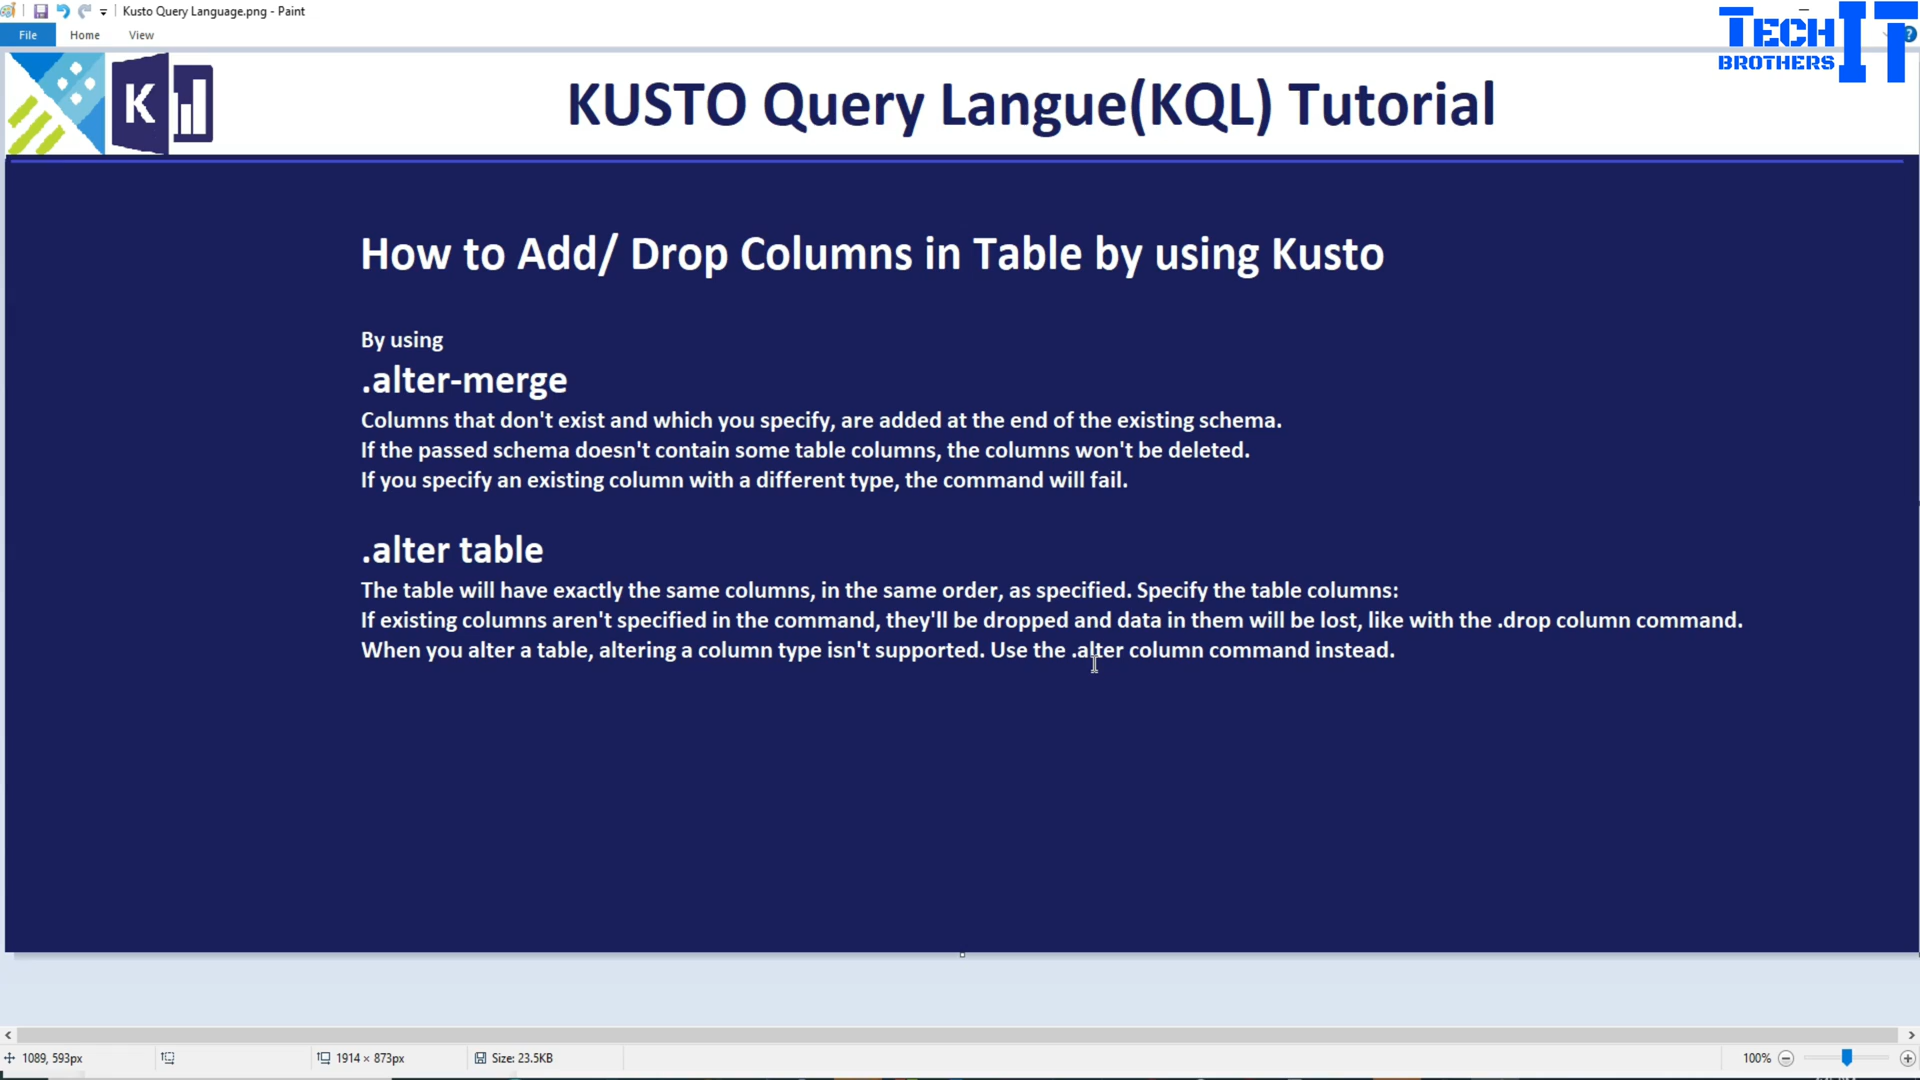 Kusto Query Language.png - Paint
File Home View
TECH IT
BROTHERS
K
KUSTO Query Langue(KQL) Tutorial
How to Add/ Drop Columns in Table by using Kusto
By using
.alter-merge
Columns that don't exist and which you specify, are added at the end of the existing schema.
If the passed schema doesn't contain some table columns, the columns won't be deleted.
If you specify an existing column with a different type, the command will fail.
.alter table
The table will have exactly the same columns, in the same order, as specified. Specify the table columns:
If existing columns aren't specified in the command, they'll be dropped and data in them will be lost, like with the .drop column command.
When you alter a table, altering a column type isn't supported. Use the .alter column command instead.
1089, 593px 1914 × 873px Size: 23.5KB 100%